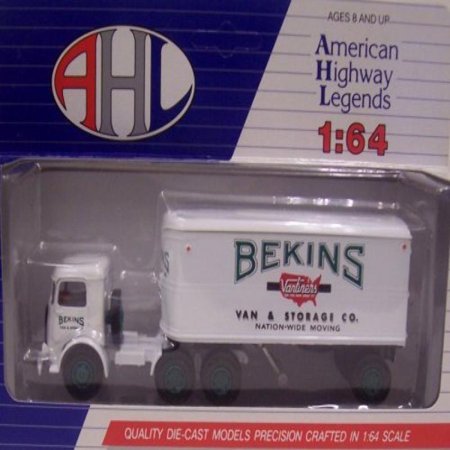 AHL
AGES 8 AND UP
American
Highway
Legends
1:64
BEKINS
Vanliners
VAN & STORAGE CO.
NATION-WIDE MOVING
BEKINS
QUALITY DIE-CAST MODELS PRECISION CRAFTED IN 1:64 SCALE